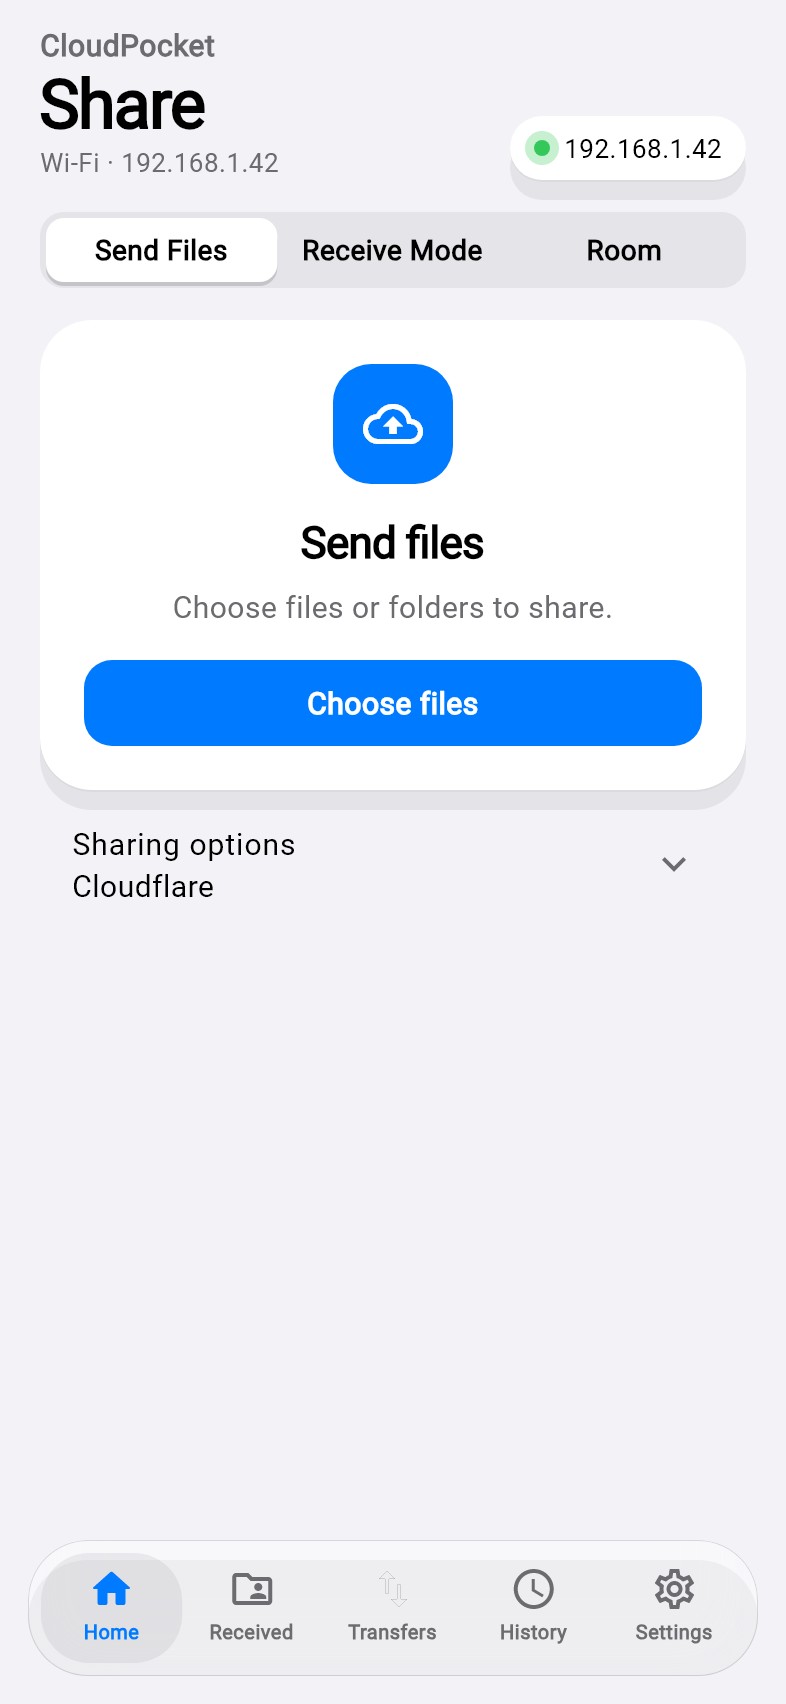 CloudPocket
Share
Wi-Fi · 192.168.1.42
192.168.1.42
Send Files
Receive Mode
Room
Send files
Choose files or folders to share.
Choose files
Sharing options
Cloudflare
Home
Received
Transfers
History
Settings